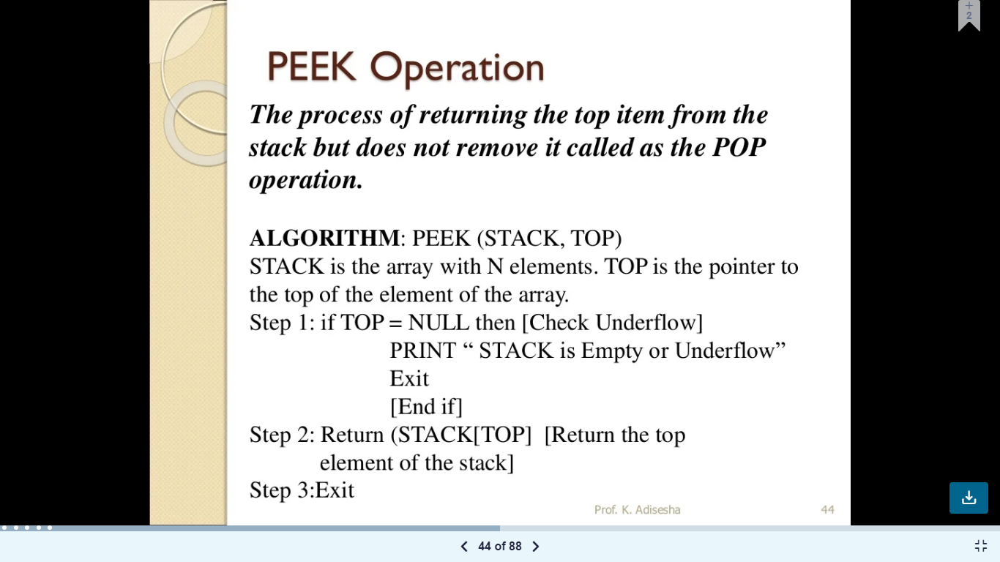 +
2
PEEK Operation
The process of returning the top item from the
stack but does not remove it called as the POP
operation.
ALGORITHM: PEEK (STACK, TOP)
STACK is the array with N elements. TOP is the pointer to
the top of the element of the array.
Step 1: if TOP = NULL then [Check Underflow]
PRINT “ STACK is Empty or Underflow”
Exit
[End if]
Step 2: Return (STACK[TOP] [Return the top
element of the stack]
Step 3:Exit
Prof. K. Adisesha 44
44 of 88